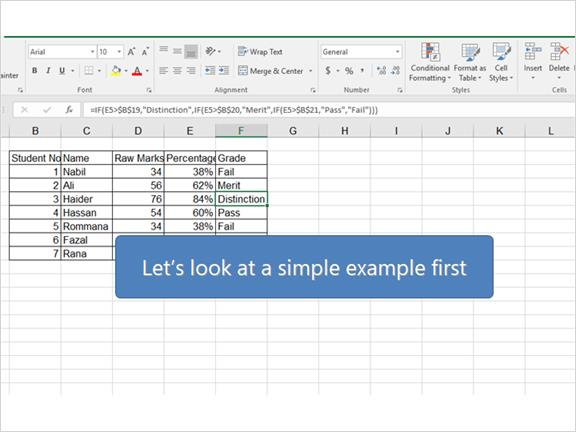 Arial 10 A A General Wrap Text
ainter B I U A Merge & Center $ % , .00 .0 Conditional Formatting Format as Table Cell Styles Insert Delete
Font Alignment Number Styles Cells
fx =IF(E5>$B$19,"Distinction",IF(E5>$B$20,"Merit",IF(E5>$B$21,"Pass","Fail")))
B C D E F G H I J K L
Student No Name Raw Marks Percentage Grade
1 Nabil 34 38% Fail
2 Ali 56 62% Merit
3 Haider 76 84% Distinction
4 Hassan 54 60% Pass
5 Rommana 34 38% Fail
6 Fazal
7 Rana
Let's look at a simple example first